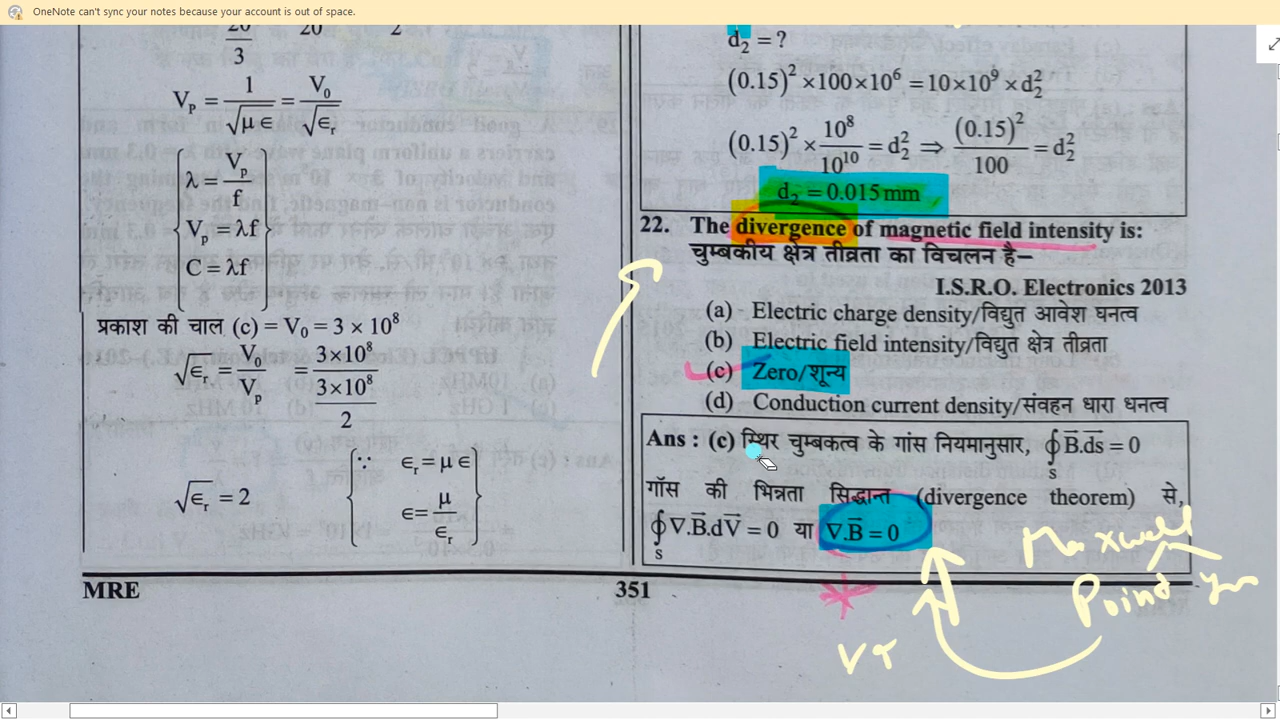 OneNote can't sync your notes because your account is out of space.
20
3
20
2
V_P = 1/√μ∈ = V_0/√∈_r
λ = V_p/f
V_p = λf
C = λf
प्रकाश की चाल (c) = V_0 = 3 × 10^8
√∈_r = V_0/V_P = 3×10^8/(3×10^8/2)
√∈_r = 2
∵ ∈_r = μ ∈
∈= μ/∈_r
MRE
351
d_2 = ?
(0.15)^2 × 100×10^6 = 10×10^9 × d_2^2
(0.15)^2 × 10^8/10^10 = d_2^2 ⇒ (0.15)^2/100 = d_2^2
d_2 = 0.015 mm
22. The divergence of magnetic field intensity is:
चुम्बकीय क्षेत्र तीव्रता का विचलन है–
I.S.R.O. Electronics 2013
(a) Electric charge density/विद्युत आवेश घनत्व
(b) Electric field intensity/विद्युत क्षेत्र तीव्रता
(c) Zero/शून्य
(d) Conduction current density/संवहन धारा धनत्व
Ans : (c) स्थिर चुम्बकत्व के गांस नियमानुसार, ∮_s B⃗.ds⃗ = 0
गॉस की भिन्नता सिद्धान्त (divergence theorem) से,
∮_s ∇.B⃗.dV⃗ = 0 या ∇.B⃗ = 0
Maxwell
Point